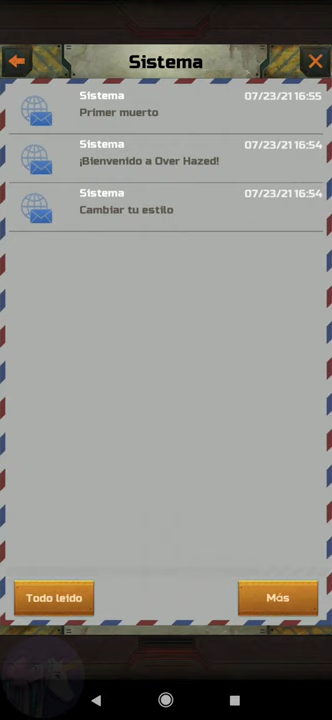 Sistema
Sistema
07/23/21 16:55
Primer muerto
Sistema
07/23/21 16:54
¡Bienvenido a Over Hazed!
Sistema
07/23/21 16:54
Cambiar tu estilo
Todo leido
Más